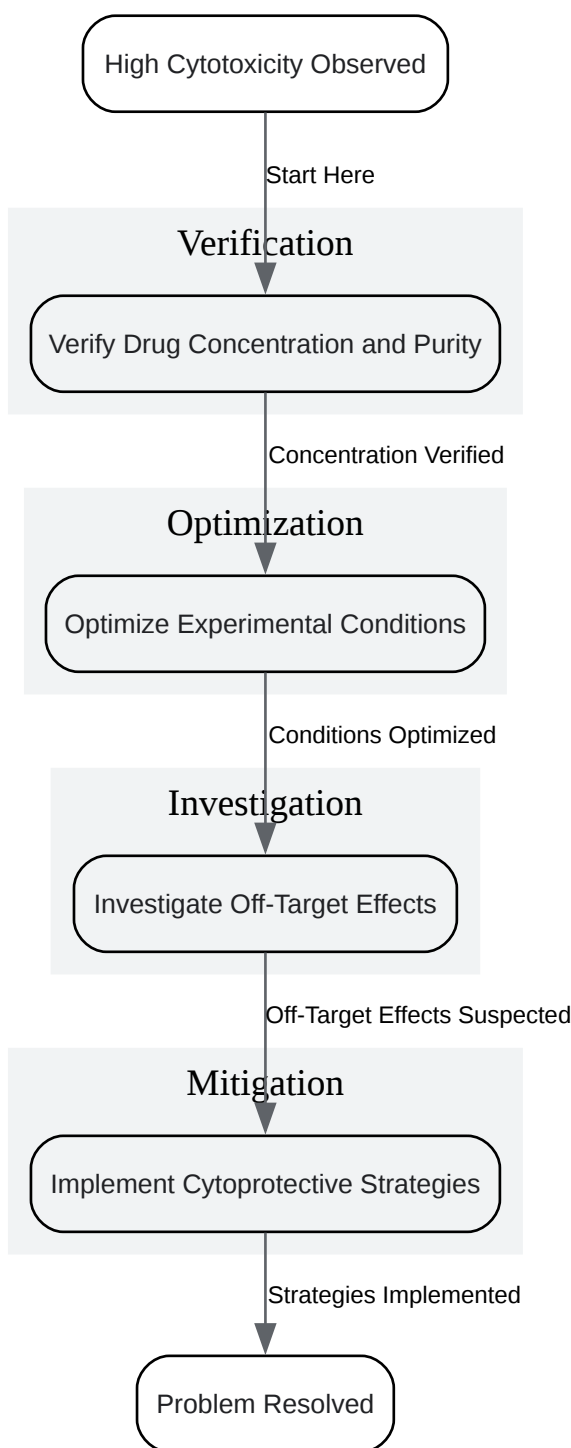 High Cytotoxicity Observed
Start Here
Verification
Verify Drug Concentration and Purity
Concentration Verified
Optimization
Optimize Experimental Conditions
Conditions Optimized
Investigation
Investigate Off-Target Effects
Off-Target Effects Suspected
Mitigation
Implement Cytoprotective Strategies
Strategies Implemented
Problem Resolved